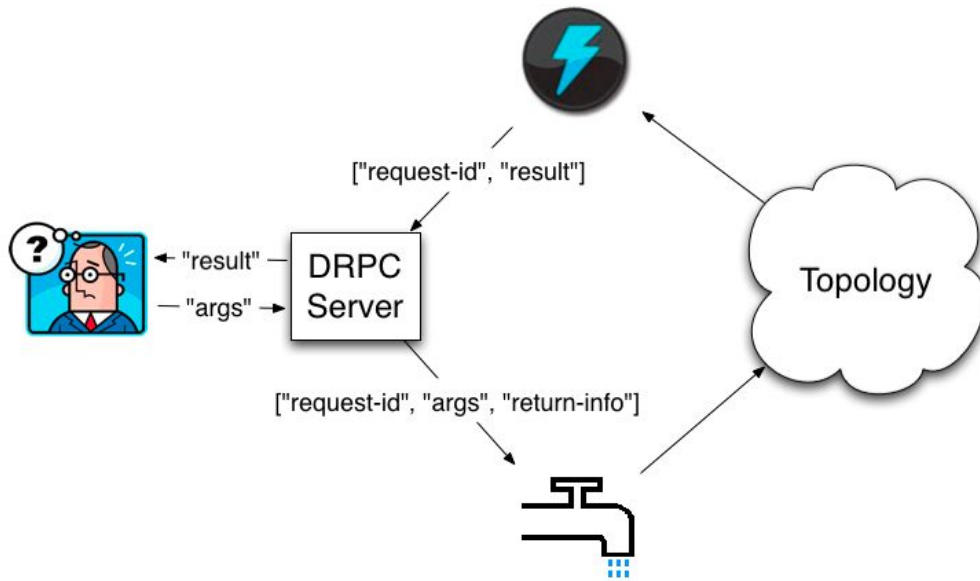 ["request-id", "result"]
?
"result"
DRPC
Server
"args"
Topology
["request-id", "args", "return-info"]